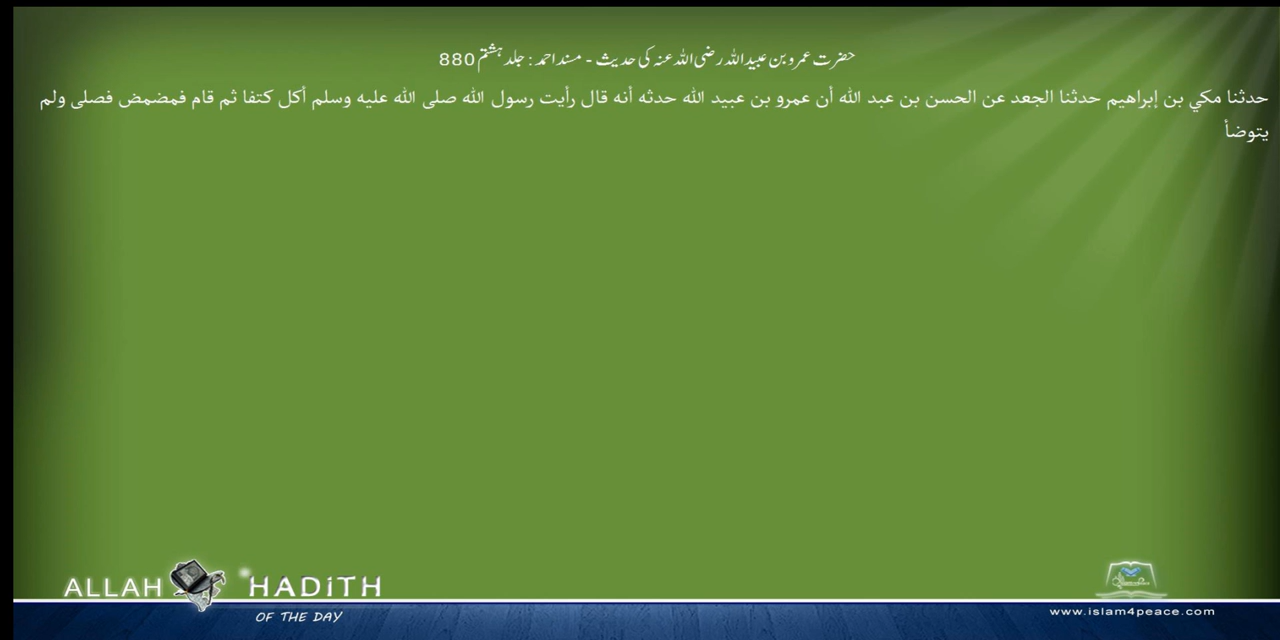 حضرت عمرو بن عبید اللہ رضی اللہ عنہ کی حدیث - مسند احمد: جلد ہشتم 880
حدثنا مكي بن إبراهيم حدثنا الجعد عن الحسن بن عبد الله أن عمرو بن عبيد الله حدثه أنه قال رأيت رسول الله صلى الله عليه وسلم أكل كتفا ثم قام فمضمض فصلى ولم
يتوضأ
ALLAH HADITH
OF THE DAY
www.islam4peace.com